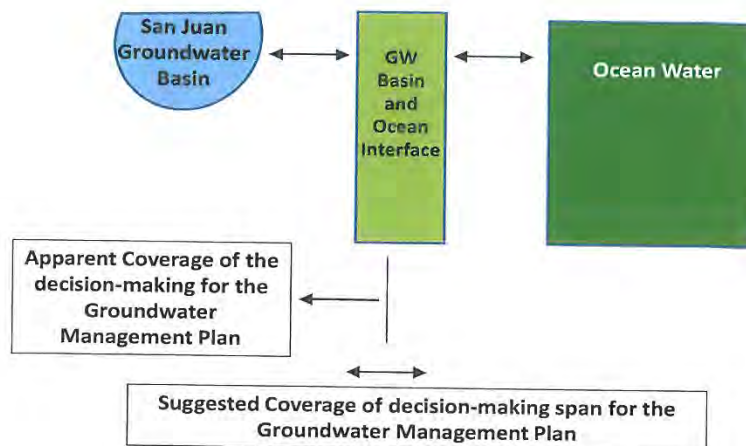 San Juan
Groundwater
Basin
GW
Basin
and
Ocean
Interface
Ocean Water
Apparent Coverage of the
decision-making for the
Groundwater
Management Plan
Suggested Coverage of decision-making span for the
Groundwater Management Plan